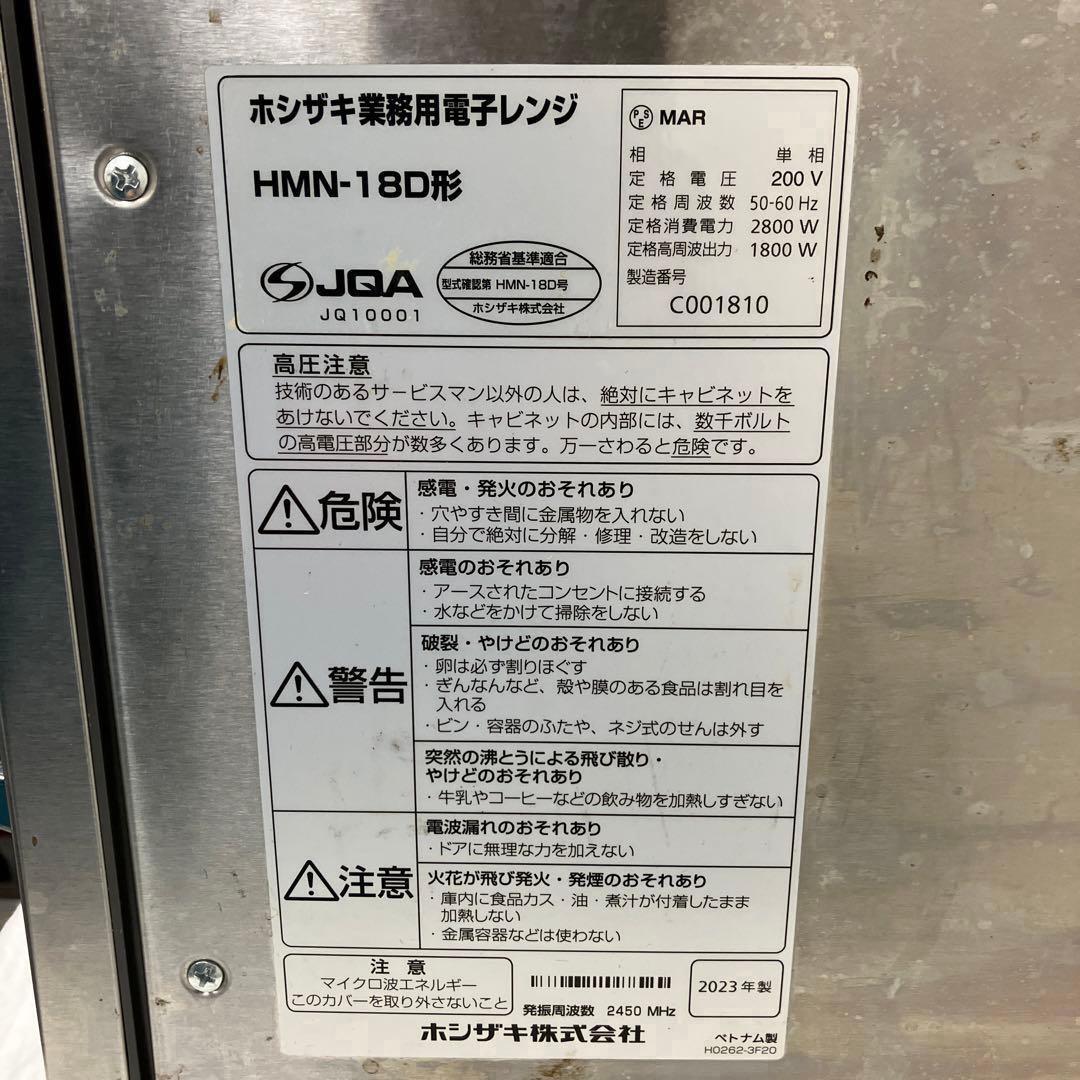 ホシザキ業務用電子レンジ
HMN-18D形
JQA
JQ10001
総務省基準適合
型式確認第 HMN-18D号
ホシザキ株式会社
PSE MAR
相 単相
定格電圧 200 V
定格周波数 50-60 Hz
定格消費電力 2800 W
定格高周波出力 1800 W
製造番号
C001810
高圧注意
技術のあるサービスマン以外の人は、絶対にキャビネットを
あけないでください。キャビネットの内部には、数千ボルト
の高電圧部分が数多くあります。万一さわると危険です。
危険
感電・発火のおそれあり
・穴やすき間に金属物を入れない
・自分で絶対に分解・修理・改造をしない
警告
感電のおそれあり
・アースされたコンセントに接続する
・水などをかけて掃除をしない
破裂・やけどのおそれあり
・卵は必ず割りほぐす
・ぎんなんなど、殻や膜のある食品は割れ目を
入れる
・ビン・容器のふたや、ネジ式のせんは外す
突然の沸とうによる飛び散り・
やけどのおそれあり
・牛乳やコーヒーなどの飲み物を加熱しすぎない
注意
電波漏れのおそれあり
・ドアに無理な力を加えない
火花が飛び発火・発煙のおそれあり
・庫内に食品カス・油・煮汁が付着したまま
加熱しない
・金属容器などは使わない
注意
マイクロ波エネルギー
このカバーを取り外さないこと
発振周波数 2450 MHz
2023年製
ホシザキ株式会社
ベトナム製
H0262-3F20